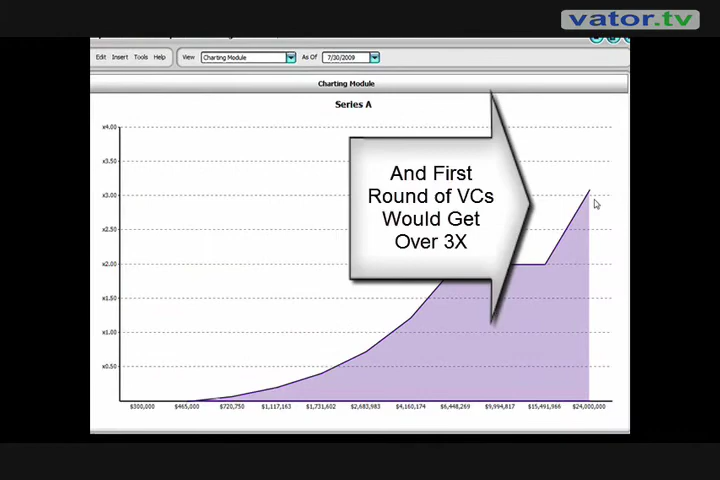 vator.tv
Edit Insert Tools Help View Charting Module As Of 7/30/2009
Charting Module
Series A
x4.00
x3.50
x3.00
x2.50
x2.00
x1.50
x1.00
x0.50
And First
Round of VCs
Would Get
Over 3X
$300,000 $465,000 $720,750 $1,117,163 $1,731,602 $2,683,983 $4,160,174 $6,448,269 $9,994,817 $15,491,966 $24,000,000